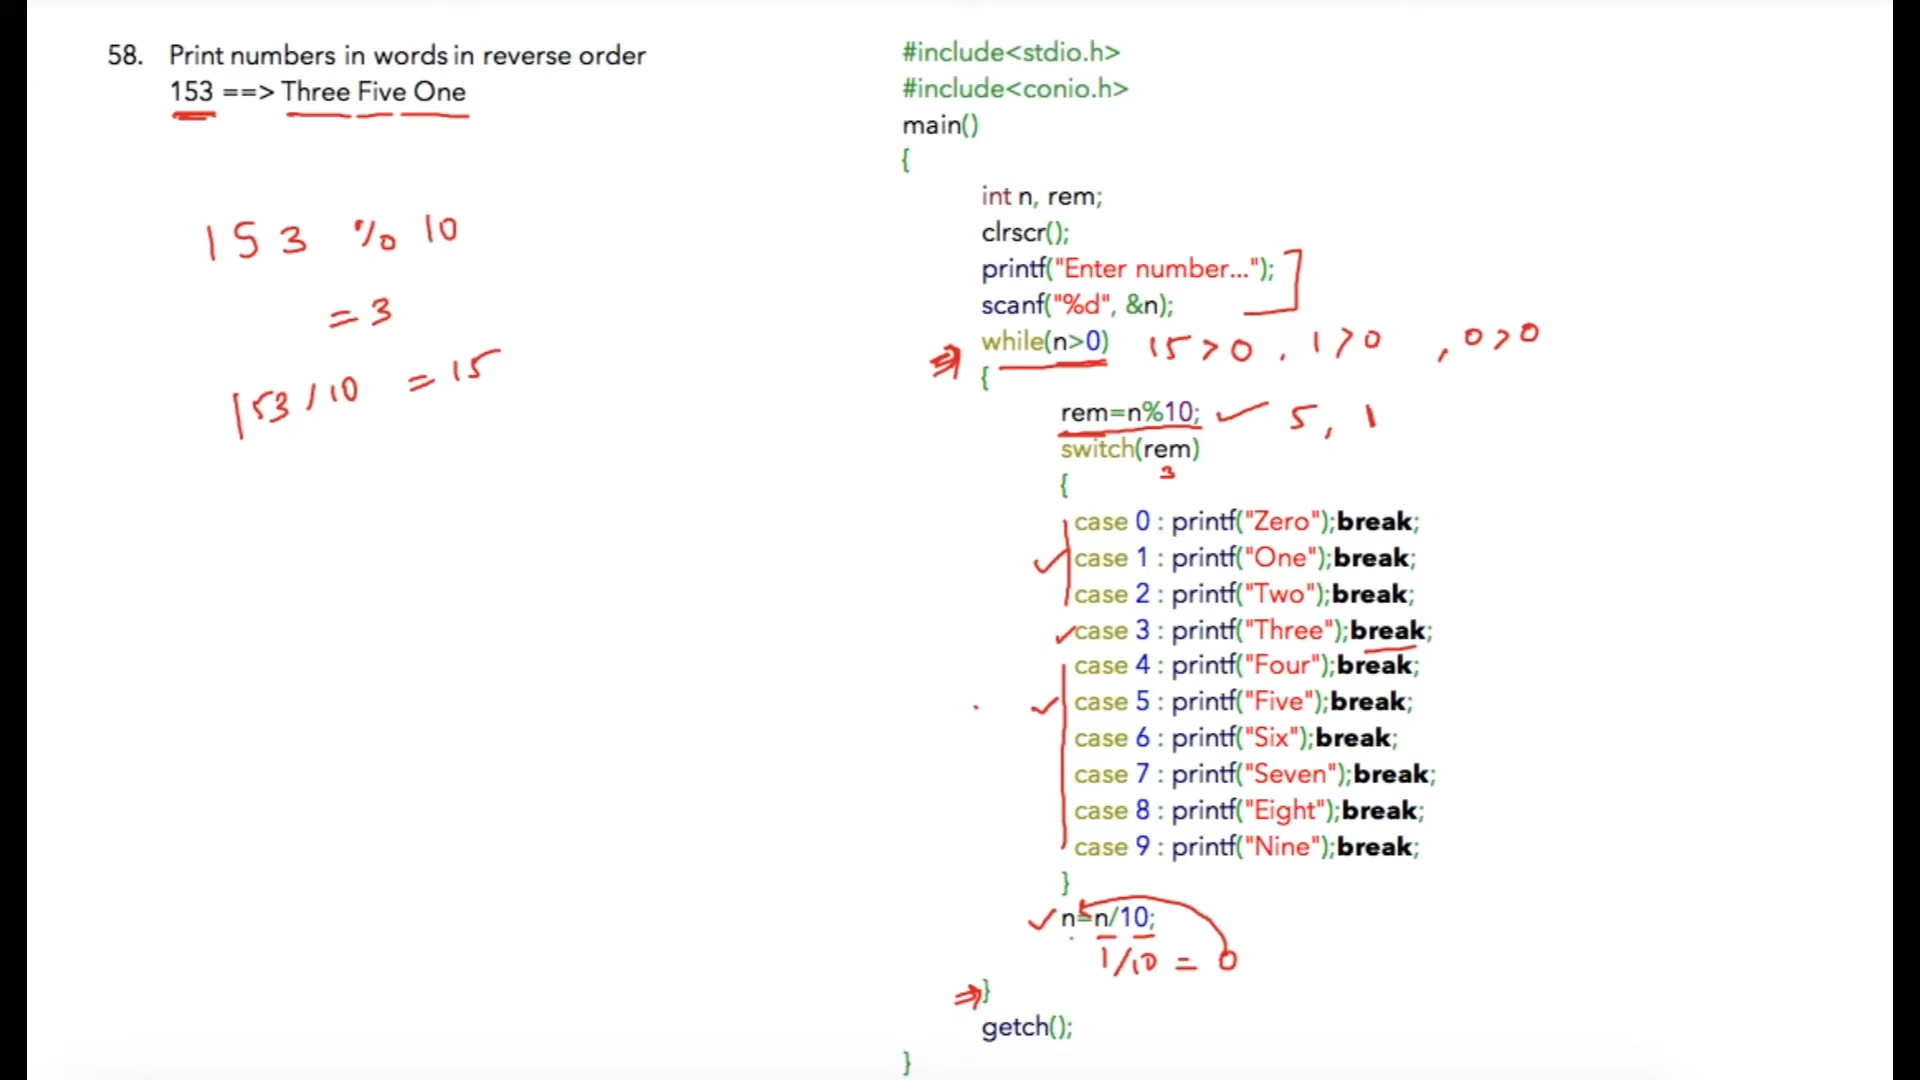 58. Print numbers in words in reverse order
153 ==> Three Five One
153 % 10
= 3
153 / 10 = 15
#include<stdio.h>
#include<conio.h>
main()
{
int n, rem;
clrscr();
printf("Enter number...");
scanf("%d", &n);
while(n>0) 15 > 0 , 1 > 0 , 0 > 0
{
rem=n%10; 5, 1
switch(rem)
3
{
case 0 : printf("Zero");break;
case 1 : printf("One");break;
case 2 : printf("Two");break;
case 3 : printf("Three");break;
case 4 : printf("Four");break;
case 5 : printf("Five");break;
case 6 : printf("Six");break;
case 7 : printf("Seven");break;
case 8 : printf("Eight");break;
case 9 : printf("Nine");break;
}
n=n/10;
1/10 = 0
}
getch();
}